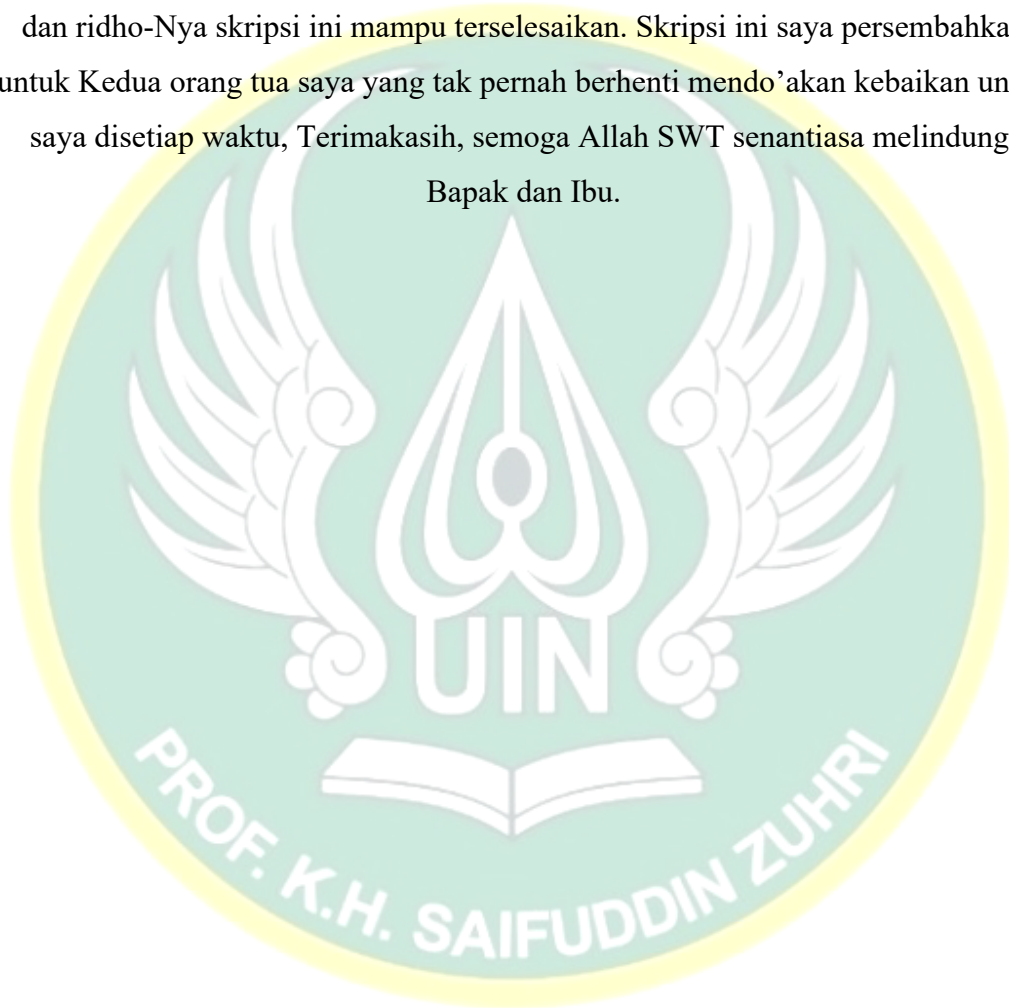 dan ridho-Nya skripsi ini mampu terselesaikan. Skripsi ini saya persembahka
untuk Kedua orang tua saya yang tak pernah berhenti mendo’akan kebaikan un
saya disetiap waktu, Terimakasih, semoga Allah SWT senantiasa melindung
Bapak dan Ibu.
UIN
PROF. K.H. SAIFUDDIN ZUHRI